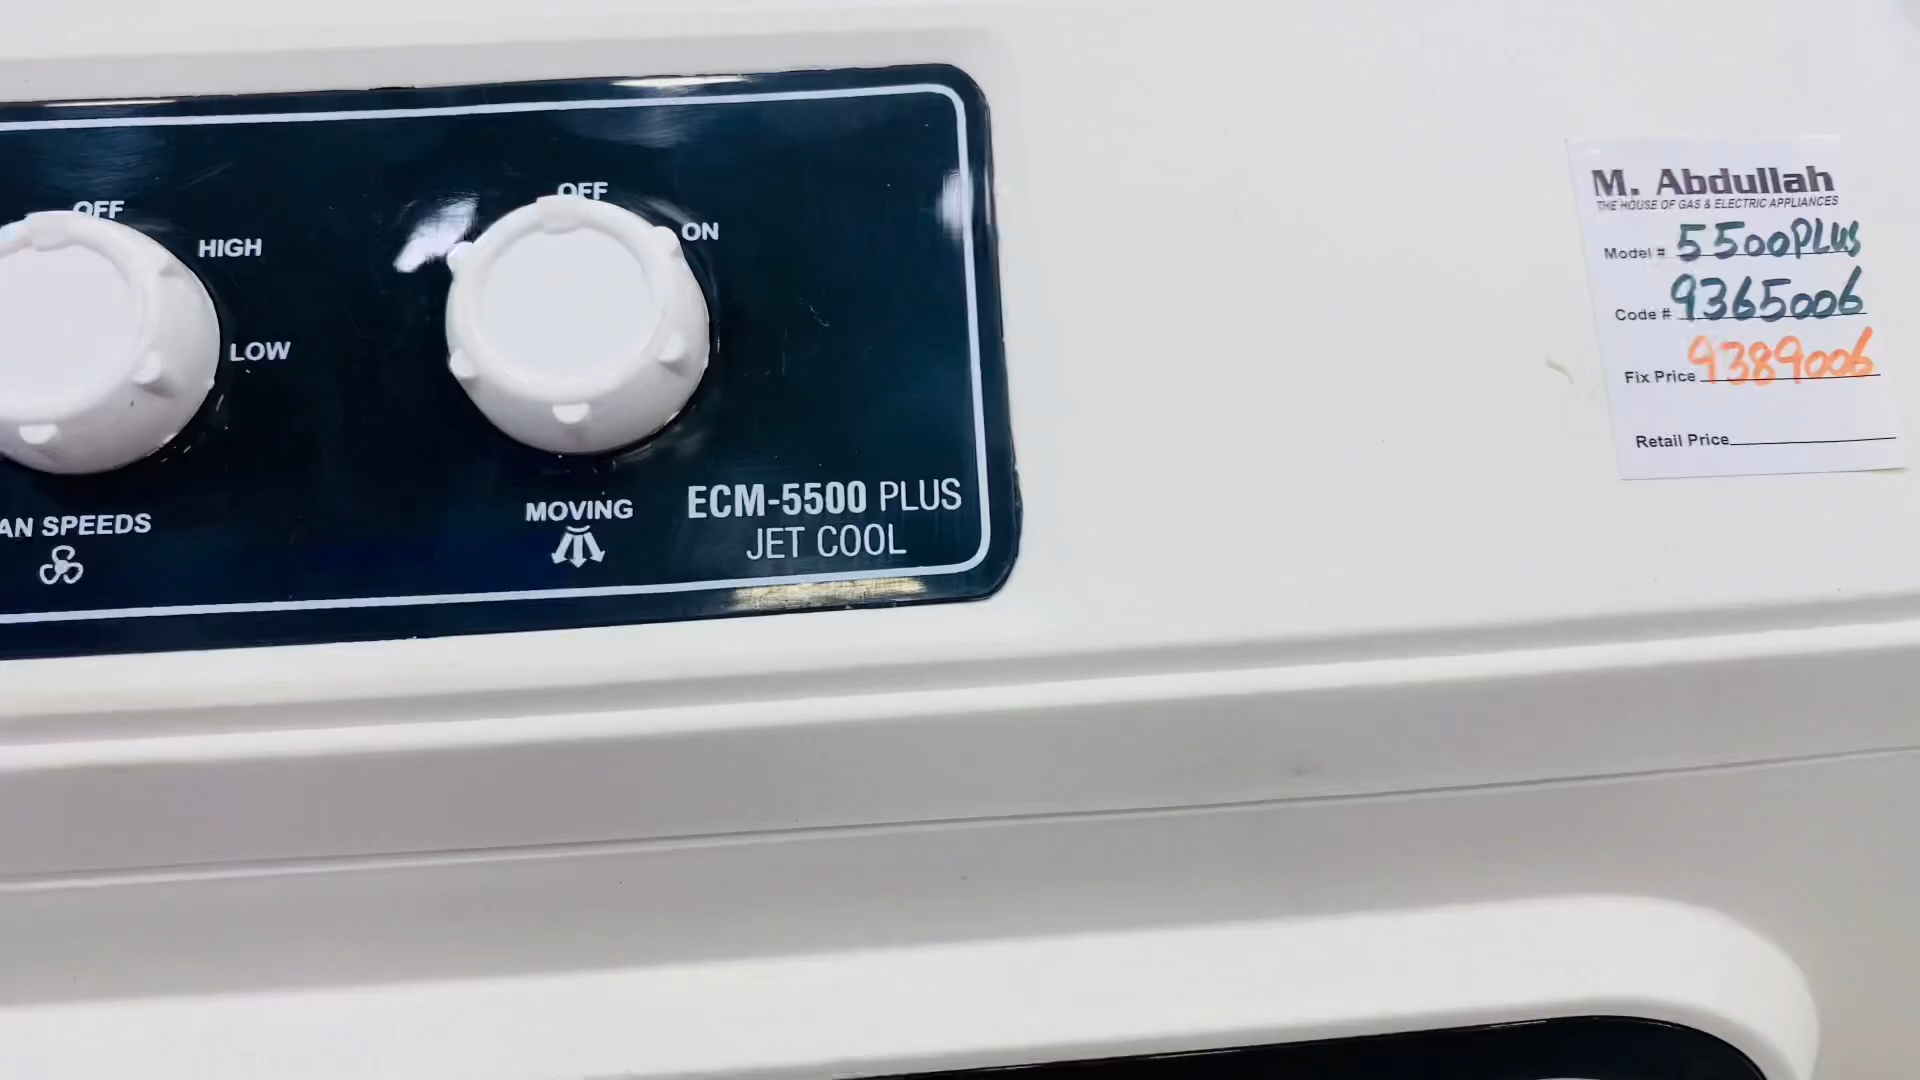 OFF
HIGH
LOW
AN SPEEDS
OFF
ON
MOVING
ECM-5500 PLUS
JET COOL
M. Abdullah
THE HOUSE OF GAS & ELECTRIC APPLIANCES
Model # 5500PLUS
Code # 9365006
Fix Price 9389006
Retail Price